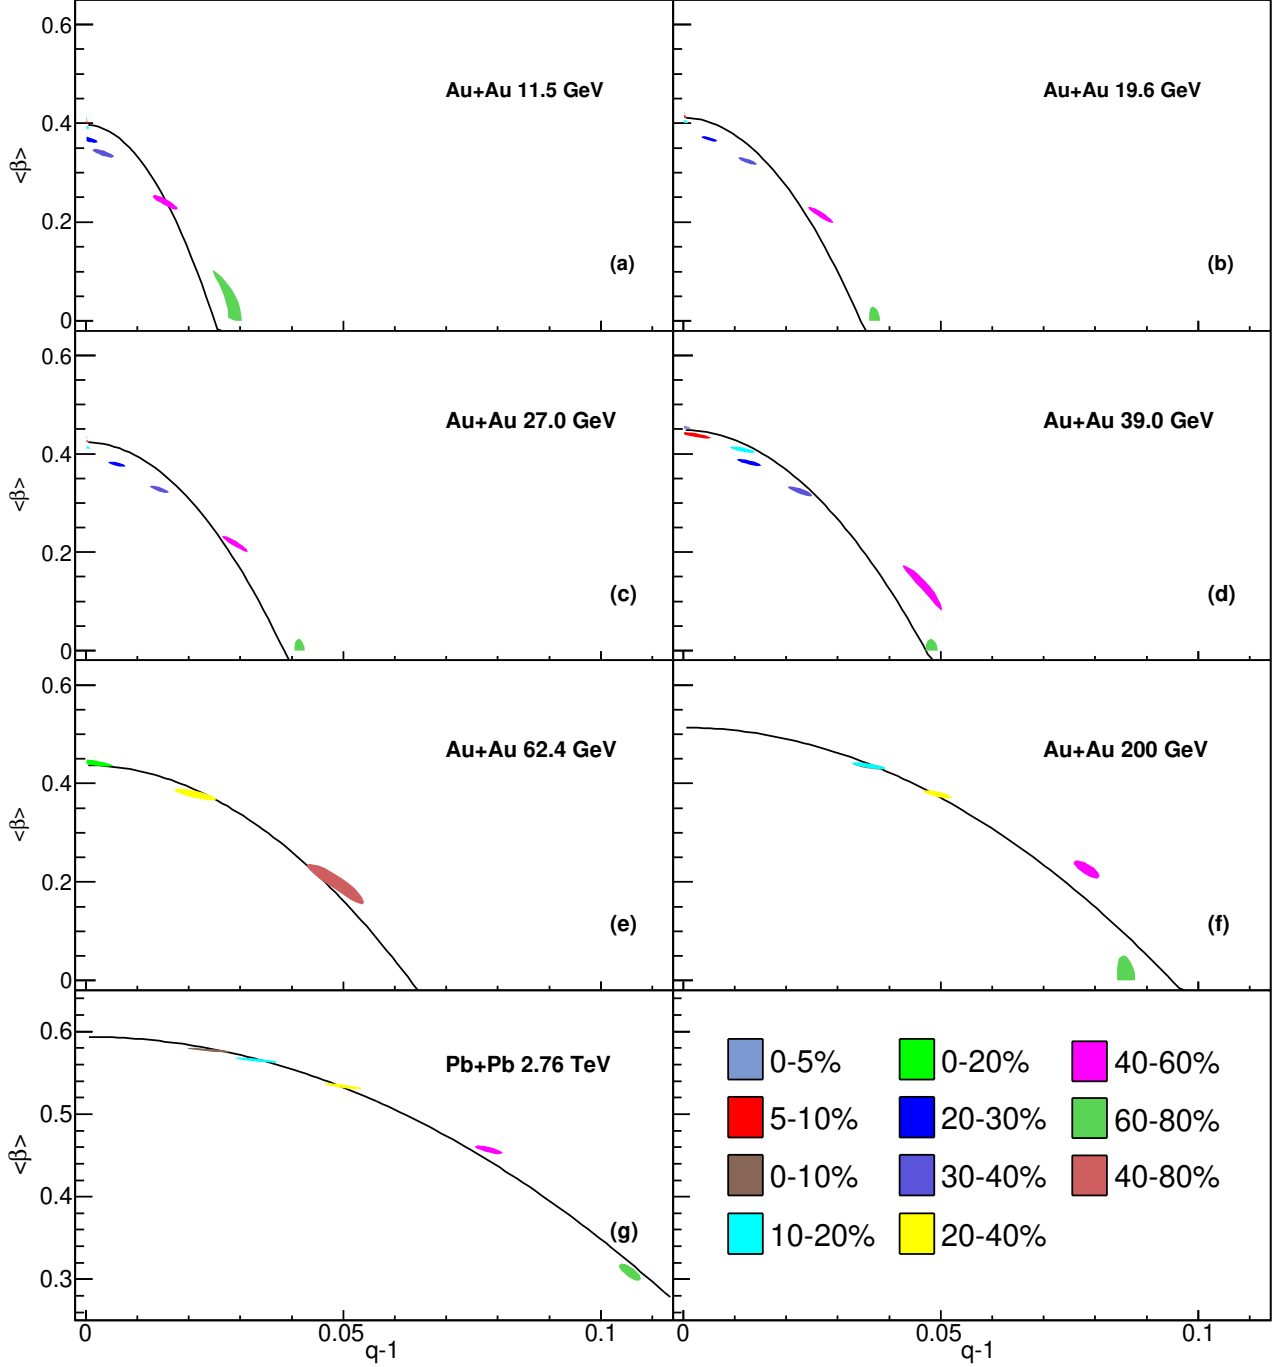 0.6
0.4
0.2
0
<β>
Au+Au 11.5 GeV
(a)
Au+Au 19.6 GeV
(b)
0.6
0.4
0.2
0
<β>
Au+Au 27.0 GeV
(c)
Au+Au 39.0 GeV
(d)
0.6
0.4
0.2
0
<β>
Au+Au 62.4 GeV
(e)
Au+Au 200 GeV
(f)
0.6
0.5
0.4
0.3
<β>
Pb+Pb 2.76 TeV
(g)
0-5%
0-20%
40-60%
5-10%
20-30%
60-80%
0-10%
30-40%
40-80%
10-20%
20-40%
0 0.05 0.1
q-1
0 0.05 0.1
q-1